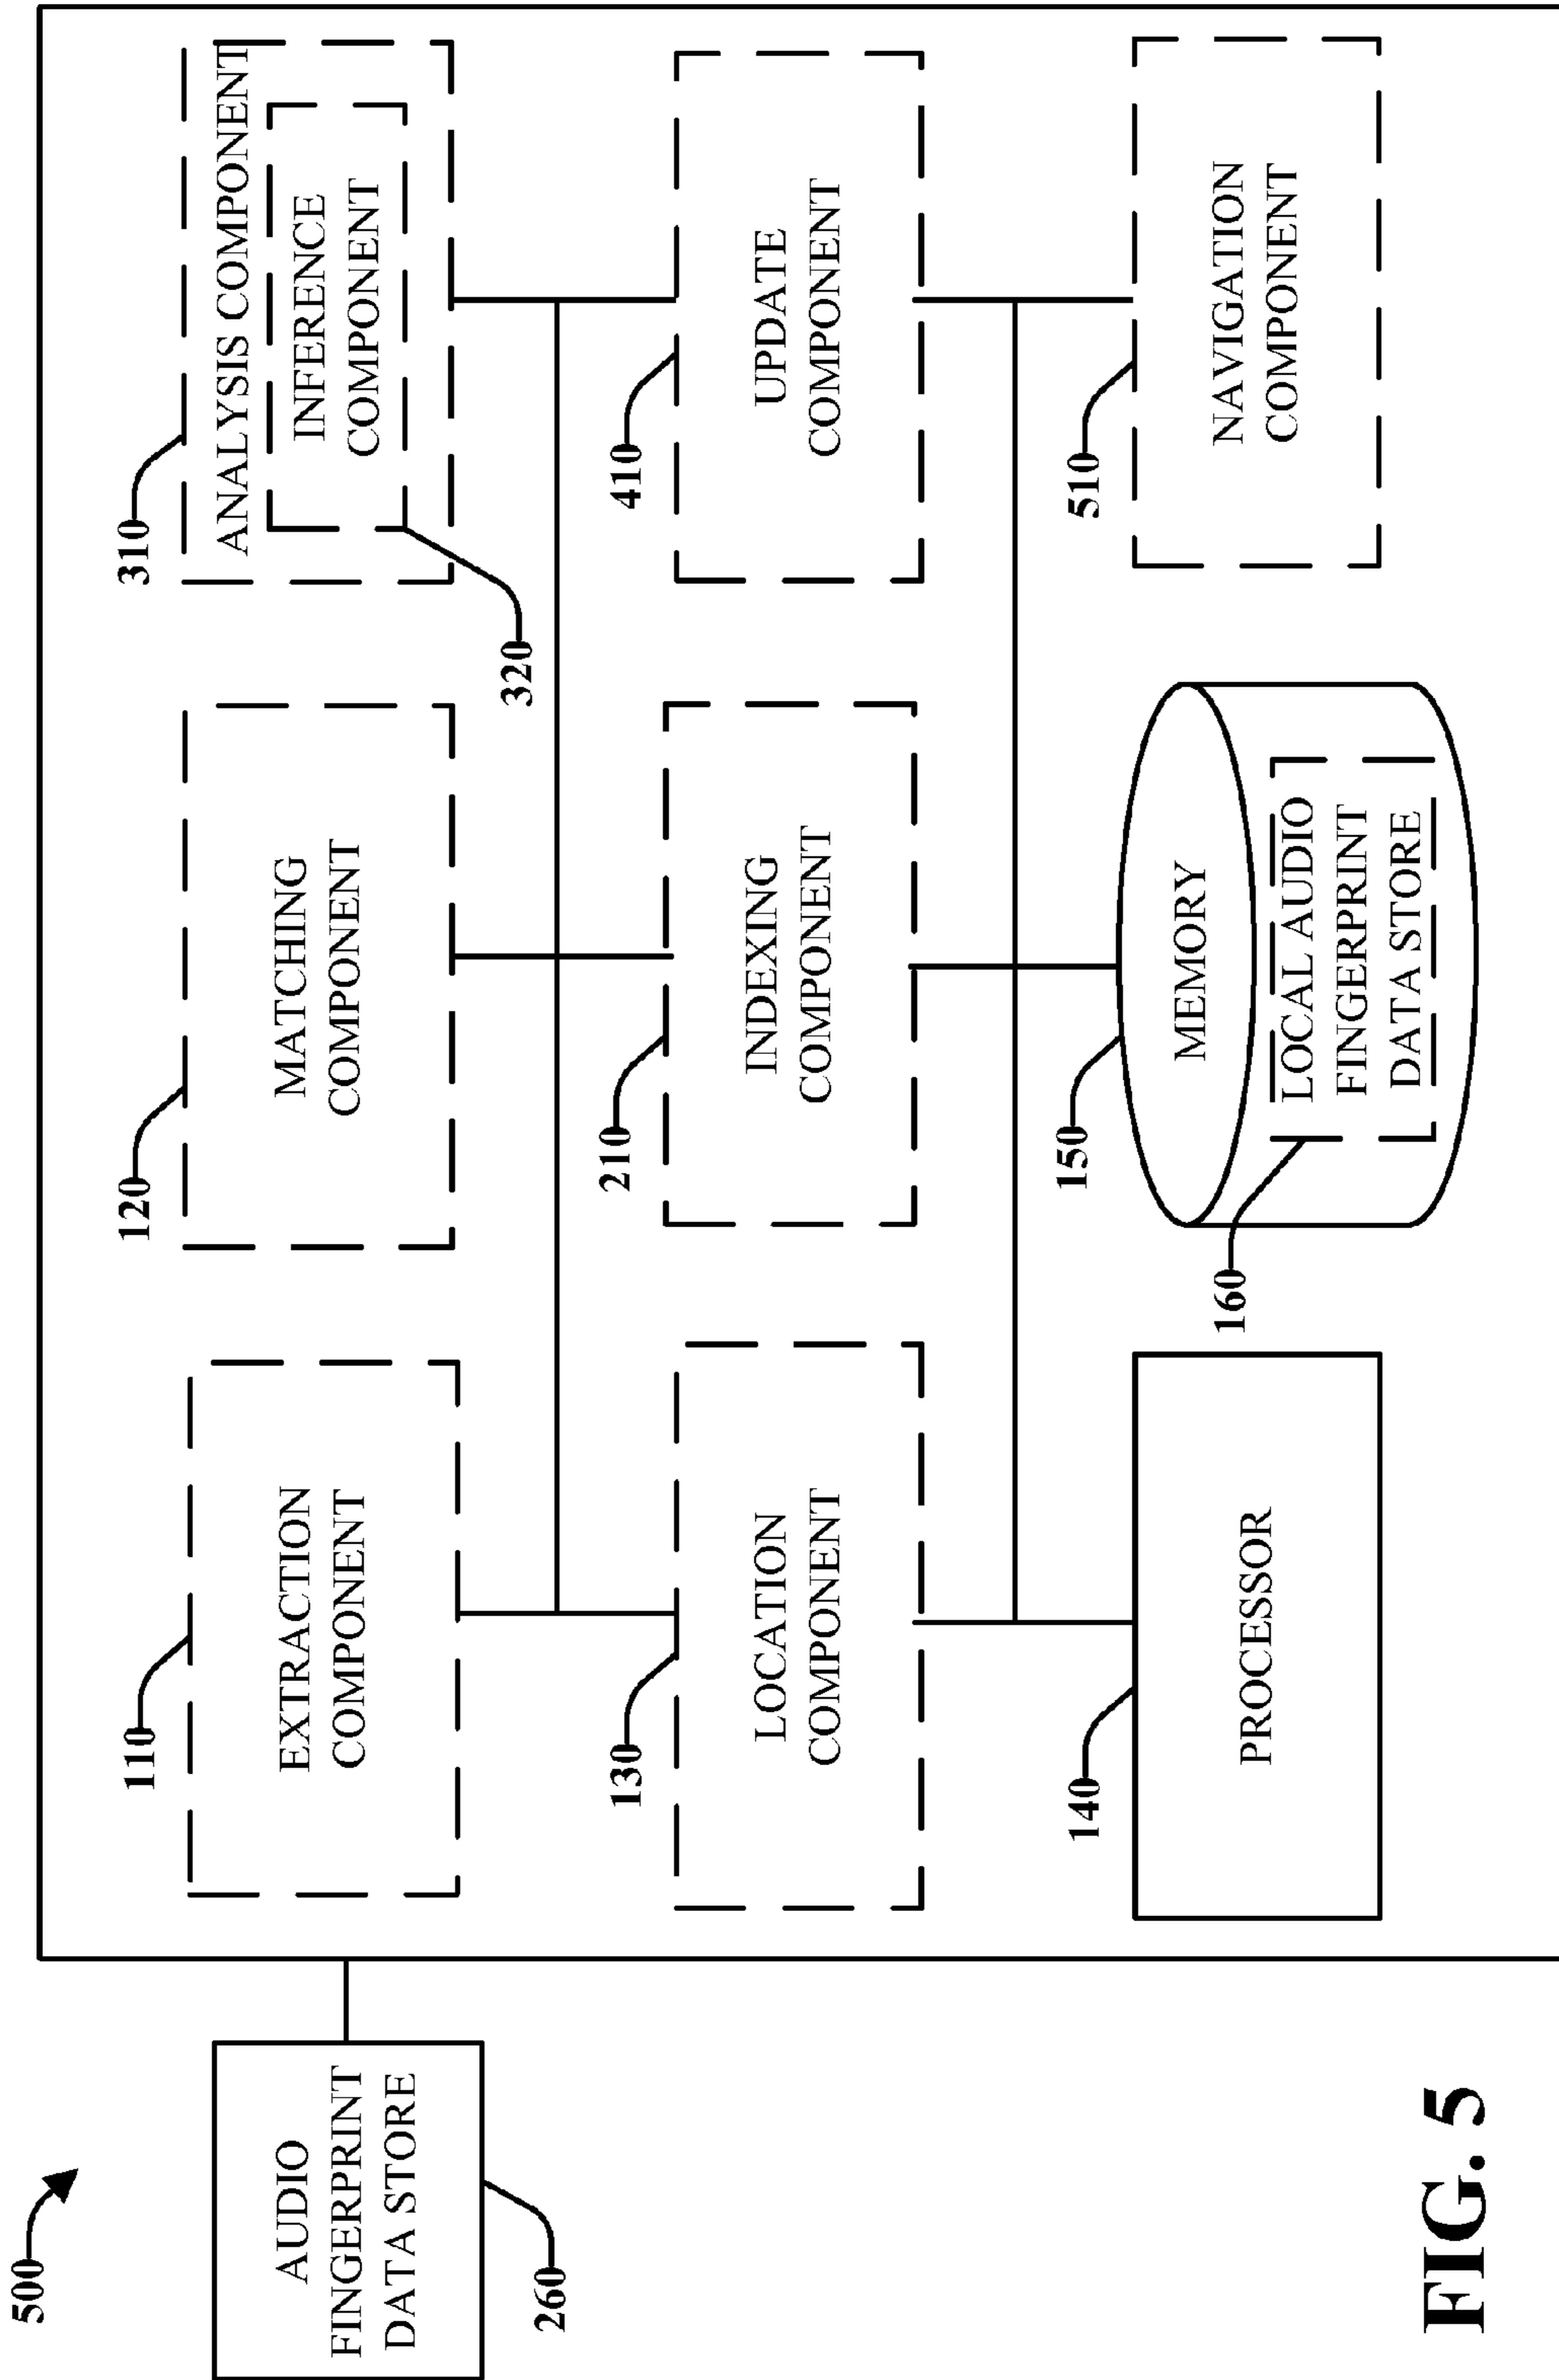 500
AUDIO
FINGERPRINT
DATA STORE
260
110
EXTRACTION
COMPONENT
120
MATCHING
COMPONENT
310
ANALYSIS COMPONENT
INFERENCE
COMPONENT
320
130
LOCATION
COMPONENT
210
INDEXING
COMPONENT
410
UPDATE
COMPONENT
140
PROCESSOR
150
MEMORY
160
LOCAL AUDIO
FINGERPRINT
DATA STORE
510
NAVIGATION
COMPONENT
FIG. 5